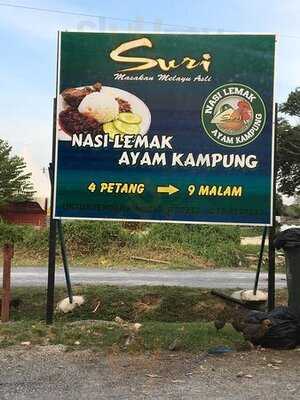 Suri
Masakan Melayu Asli
NASI LEMAK
AYAM KAMPUNG
NASI LEMAK
AYAM KAMPUNG
4 PETANG → 9 MALAM